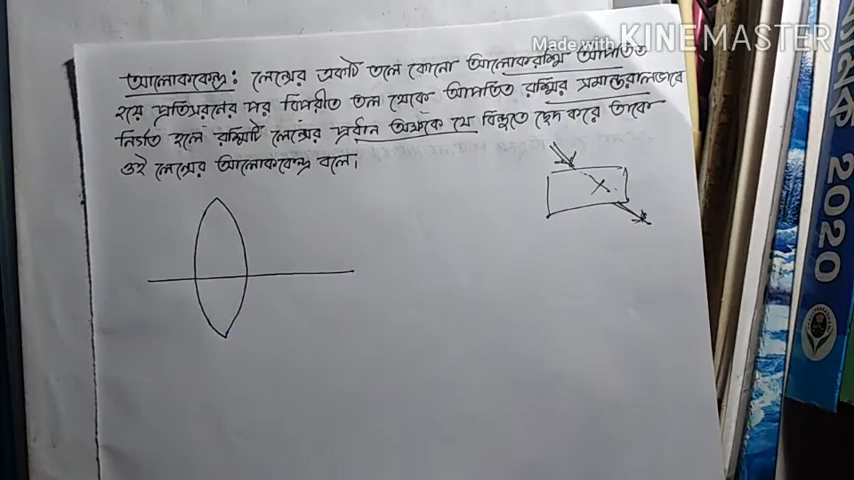 Made with KINEMASTER
আলোককেন্দ্র: লেন্সের একটি তলে কোনো আলোকরশ্মি আপতিত
হয়ে প্রতিসরনের পর বিপরীত তল থেকে আপতিত রশ্মির সমান্তরালভাবে
নির্গত হলে রশ্মিটি লেন্সের প্রধান অক্ষকে যে বিন্দুতে ছেদ করে তাকে
ওই লেন্সের আলোককেন্দ্র বলে।
2020